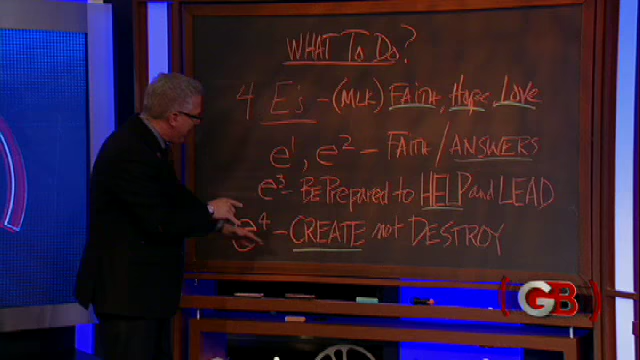 WHAT TO DO?
4 E's - (MLK) FAITH, HOPE, LOVE
e1, e2 - FAITH / ANSWERS
e3 - BE PREPARED TO HELP and LEAD
e4 - CREATE not DESTROY
GB